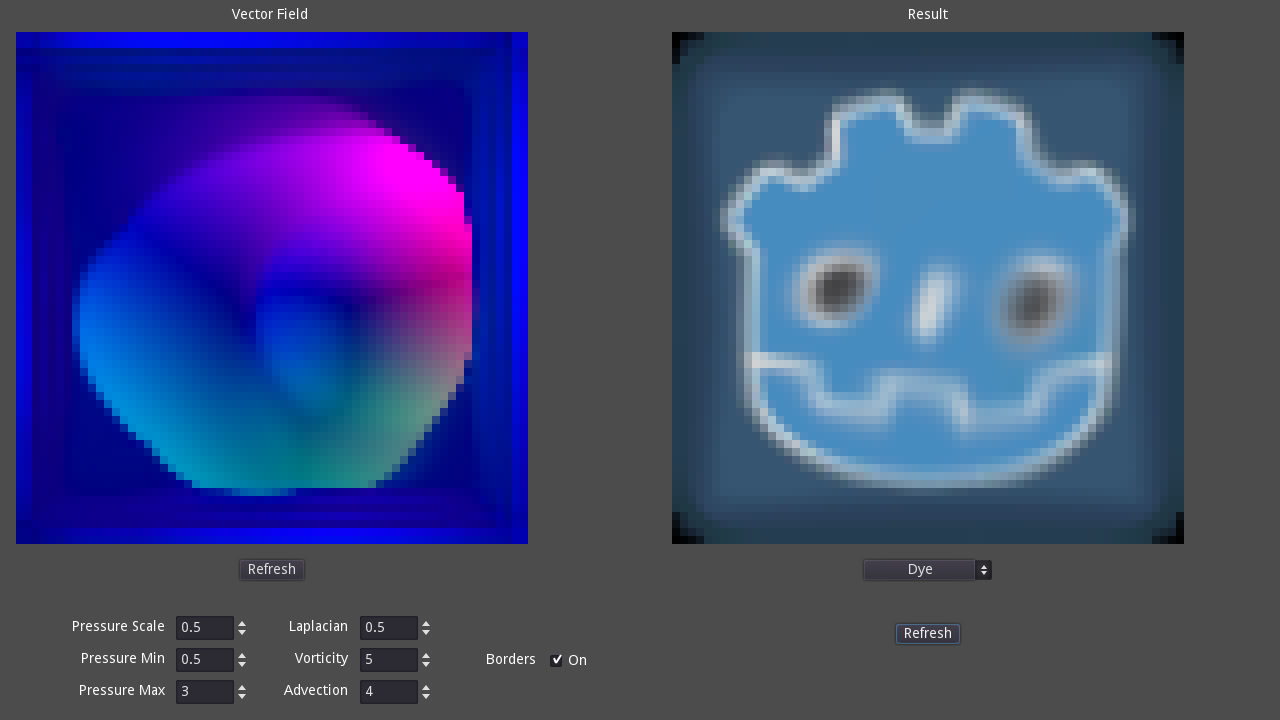 Vector Field
Result
Refresh
Dye
Pressure Scale 0.5 Laplacian 0.5
Refresh
Pressure Min 0.5 Vorticity 5 Borders On
Pressure Max 3 Advection 4